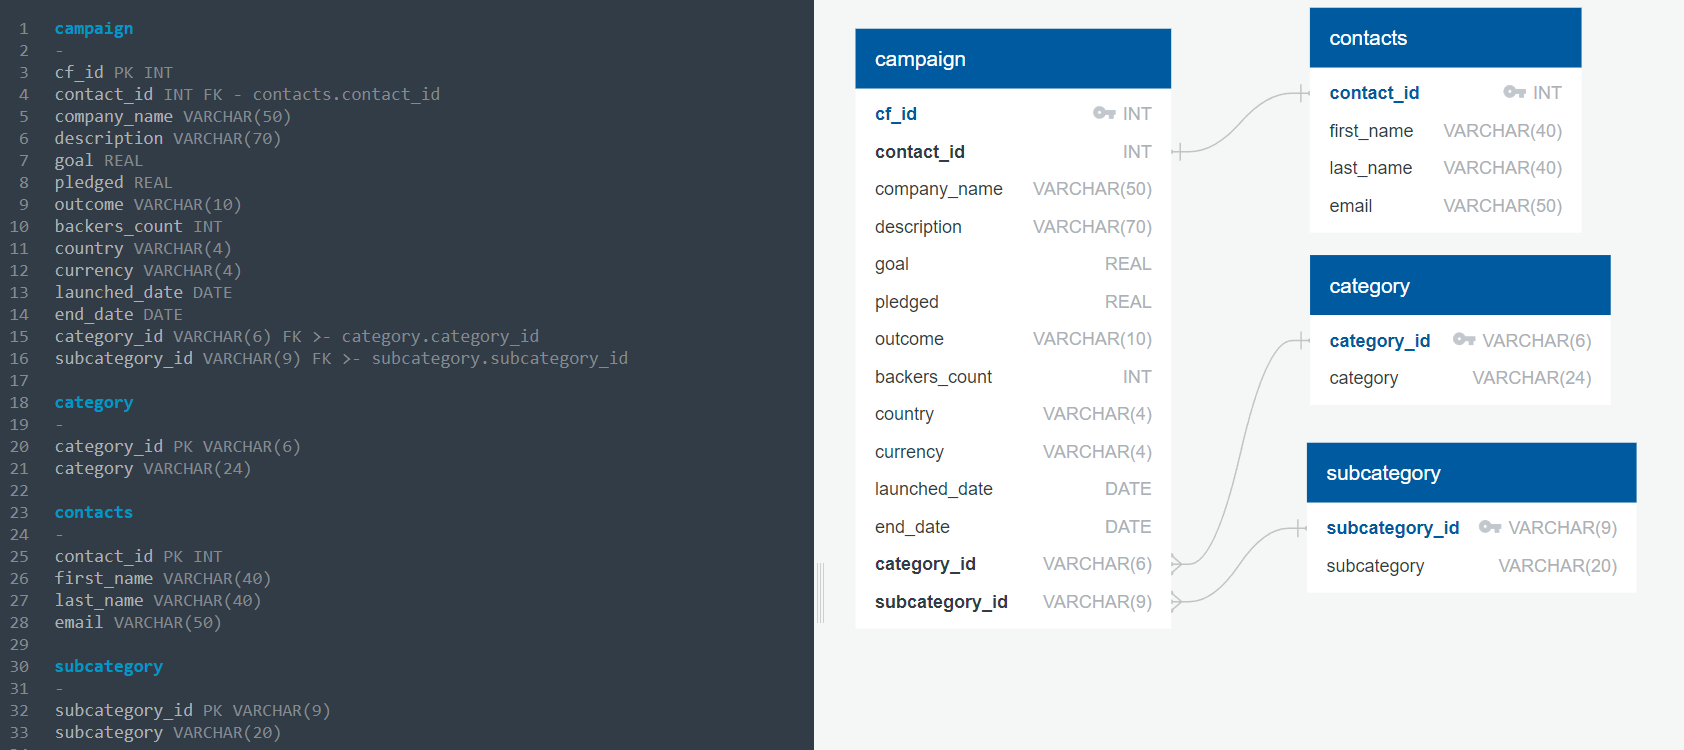 1 campaign
2 -
3 cf_id PK INT
4 contact_id INT FK - contacts.contact_id
5 company_name VARCHAR(50)
6 description VARCHAR(70)
7 goal REAL
8 pledged REAL
9 outcome VARCHAR(10)
10 backers_count INT
11 country VARCHAR(4)
12 currency VARCHAR(4)
13 launched_date DATE
14 end_date DATE
15 category_id VARCHAR(6) FK >- category.category_id
16 subcategory_id VARCHAR(9) FK >- subcategory.subcategory_id
17
18 category
19 -
20 category_id PK VARCHAR(6)
21 category VARCHAR(24)
22
23 contacts
24 -
25 contact_id PK INT
26 first_name VARCHAR(40)
27 last_name VARCHAR(40)
28 email VARCHAR(50)
29
30 subcategory
31 -
32 subcategory_id PK VARCHAR(9)
33 subcategory VARCHAR(20)
campaign
cf_id INT
contact_id INT
company_name VARCHAR(50)
description VARCHAR(70)
goal REAL
pledged REAL
outcome VARCHAR(10)
backers_count INT
country VARCHAR(4)
currency VARCHAR(4)
launched_date DATE
end_date DATE
category_id VARCHAR(6)
subcategory_id VARCHAR(9)
contacts
contact_id INT
first_name VARCHAR(40)
last_name VARCHAR(40)
email VARCHAR(50)
category
category_id VARCHAR(6)
category VARCHAR(24)
subcategory
subcategory_id VARCHAR(9)
subcategory VARCHAR(20)